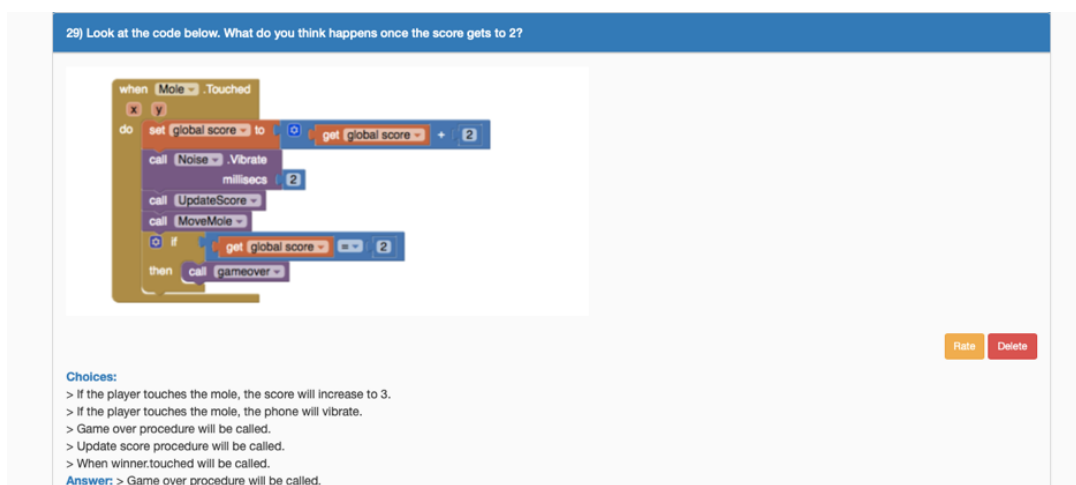 29) Look at the code below. What do you think happens once the score gets to 2?
when Mole .Touched
x y
do set global score to get global score + 2
call Noise .Vibrate
millisecs 2
call UpdateScore
call MoveMole
if get global score = 2
then call gameover
Rate Delete
Choices:
> If the player touches the mole, the score will increase to 3.
> If the player touches the mole, the phone will vibrate.
> Game over procedure will be called.
> Update score procedure will be called.
> When winner.touched will be called.
Answer: > Game over procedure will be called.